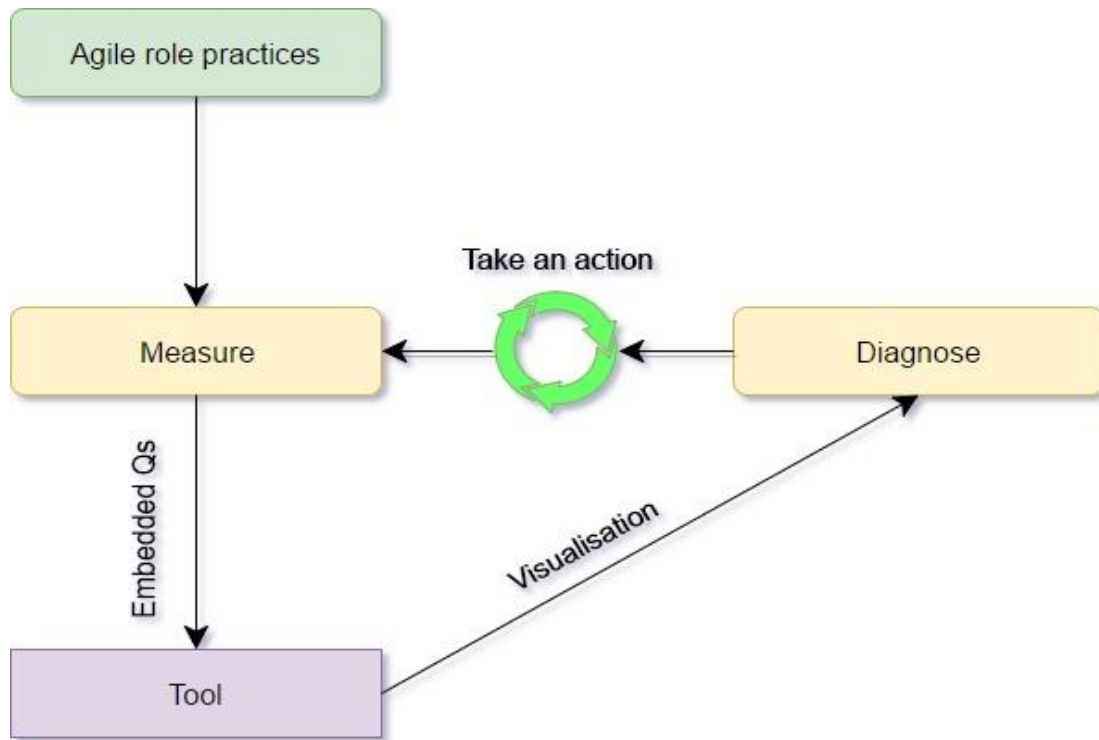 Agile role practices
Take an action
Measure
Diagnose
Embedded Qs
Visualisation
Tool